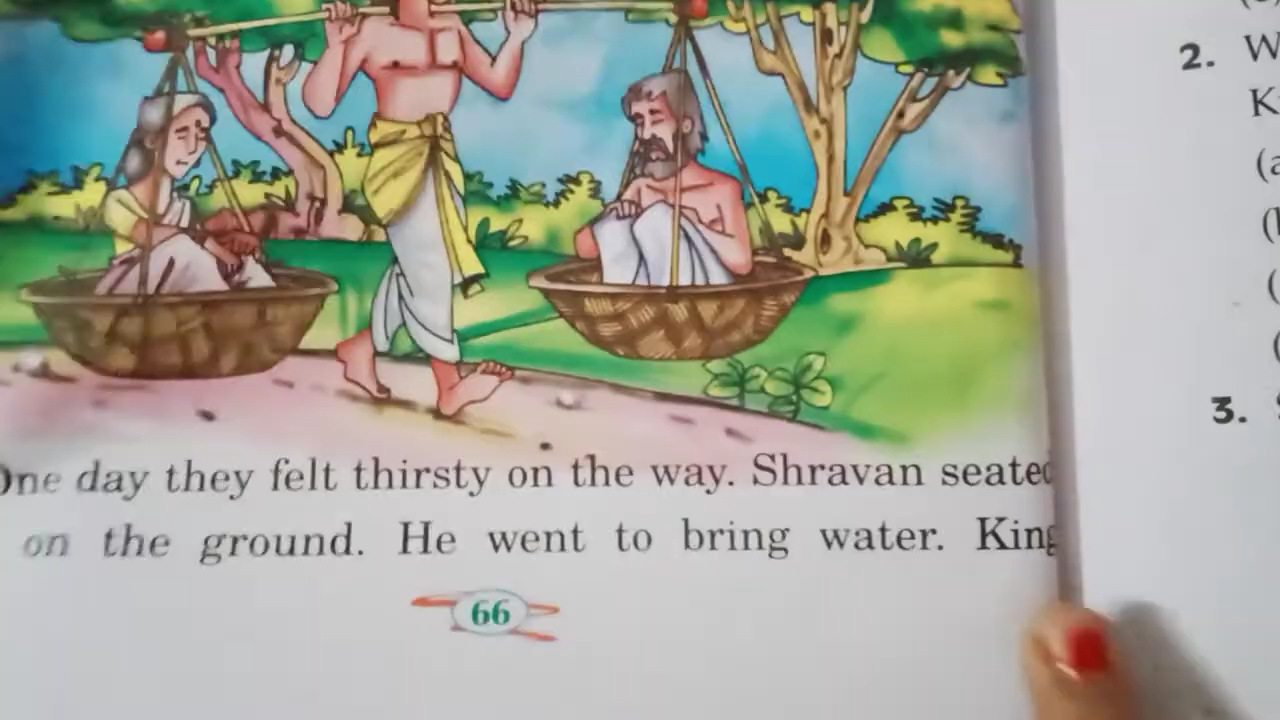 One day they felt thirsty on the way. Shravan seated
on the ground. He went to bring water. King
66
2. W
K
3.